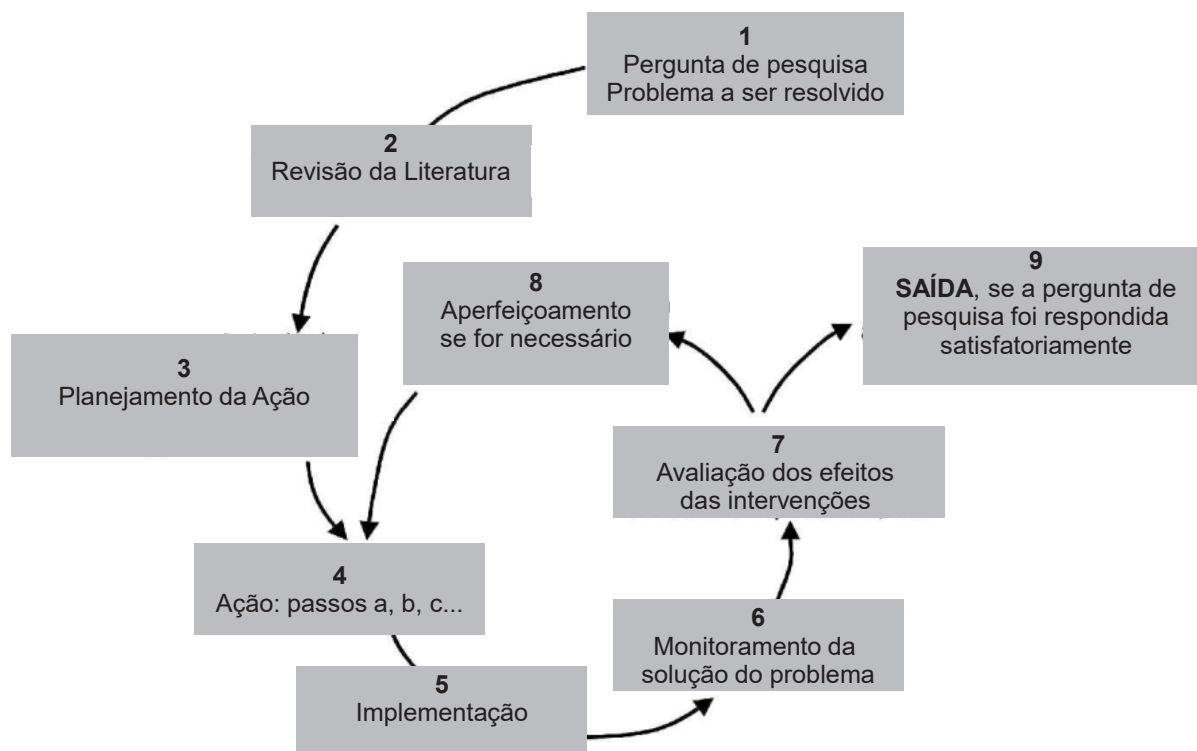 1
Pergunta de pesquisa
Problema a ser resolvido
2
Revisão da Literatura
3
Planejamento da Ação
4
Ação: passos a, b, c...
5
Implementação
6
Monitoramento da
solução do problema
7
Avaliação dos efeitos
das intervenções
8
Aperfeiçoamento
se for necessário
9
SAÍDA, se a pergunta de
pesquisa foi respondida
satisfatoriamente